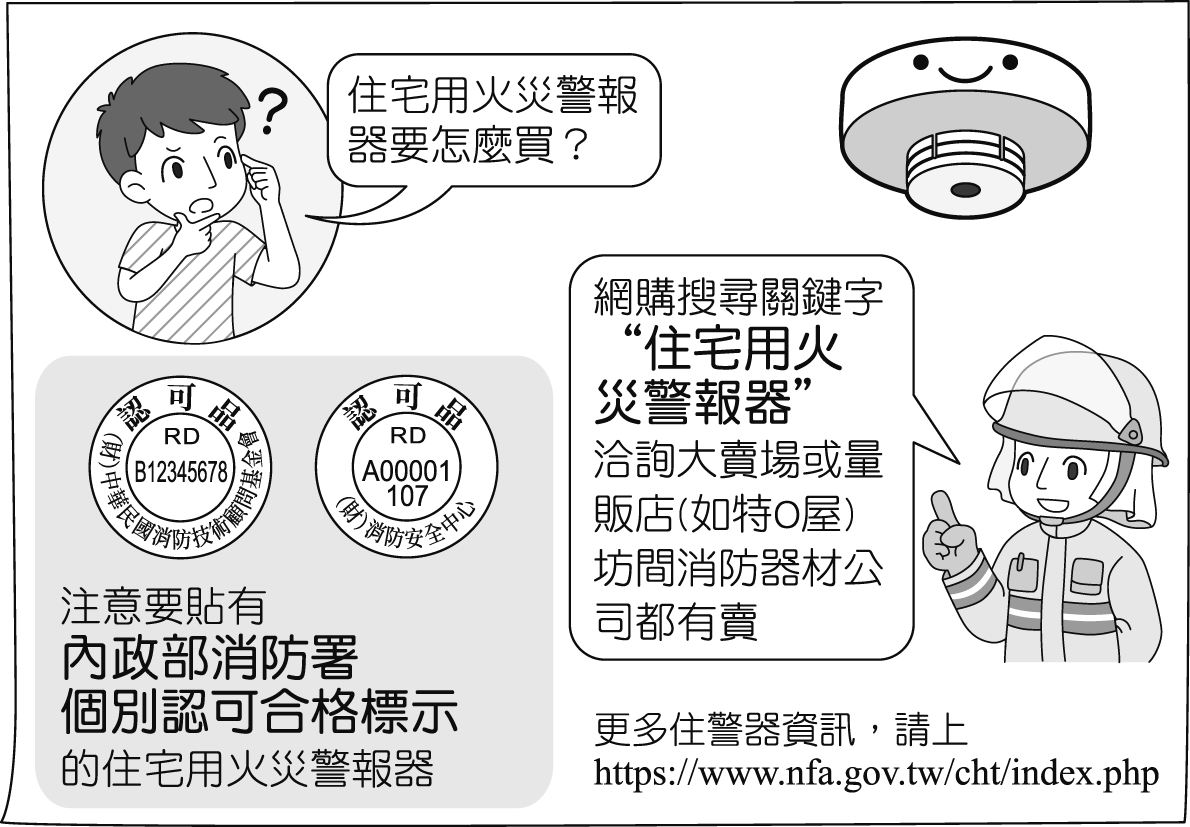 ?
住宅用火災警報
器要怎麼買？
網購搜尋關鍵字
“住宅用火
災警報器”
洽詢大賣場或量
販店(如特O屋)
坊間消防器材公
司都有賣
認可品
RD
B12345678
(財)中華民國消防技術顧問基金會
認可品
RD
A00001
107
(財)消防安全中心
注意要貼有
內政部消防署
個別認可合格標示
的住宅用火災警報器
更多住警器資訊，請上
https://www.nfa.gov.tw/cht/index.php